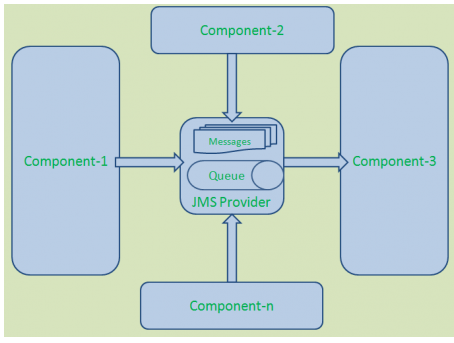 Component-2
Component-1
Messages
Queue
JMS Provider
Component-3
Component-n